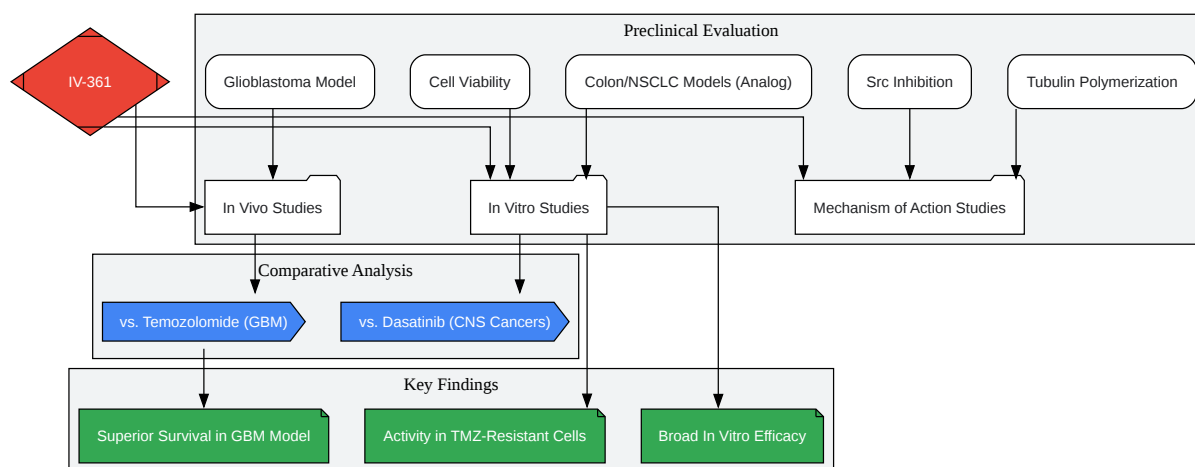 Preclinical Evaluation
IV-361
Glioblastoma Model
Cell Viability
Colon/NSCLC Models (Analog)
Src Inhibition
Tubulin Polymerization
In Vivo Studies
In Vitro Studies
Mechanism of Action Studies
Comparative Analysis
vs. Temozolomide (GBM)
vs. Dasatinib (CNS Cancers)
Key Findings
Superior Survival in GBM Model
Activity in TMZ-Resistant Cells
Broad In Vitro Efficacy